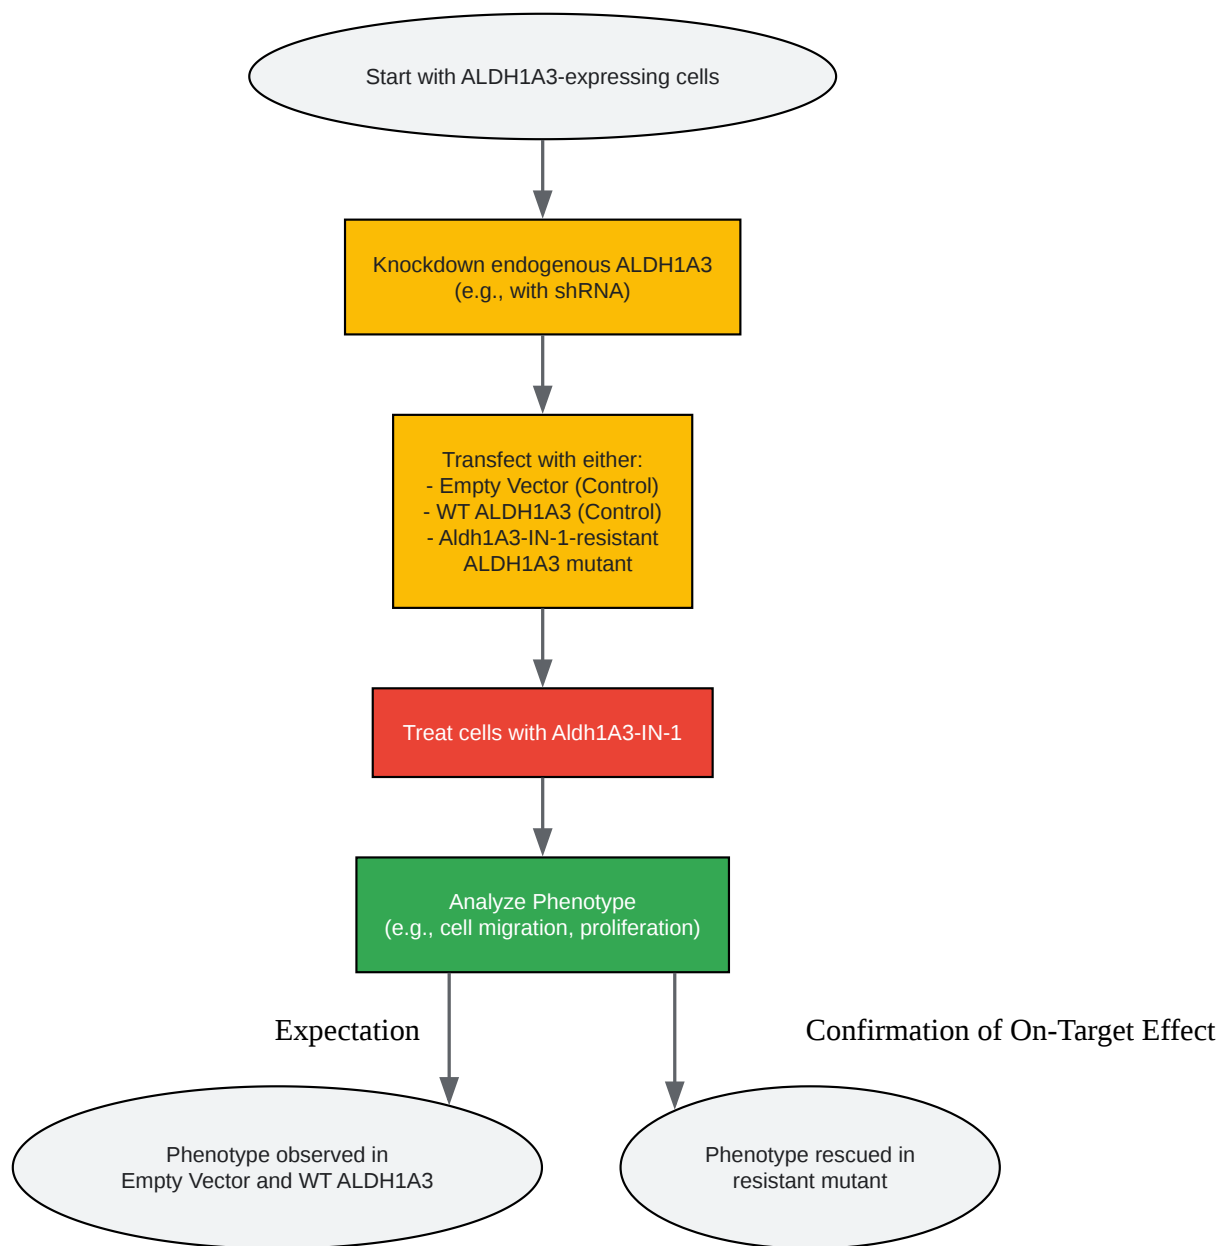 Start with ALDH1A3-expressing cells
Knockdown endogenous ALDH1A3
(e.g., with shRNA)
Transfect with either:
- Empty Vector (Control)
- WT ALDH1A3 (Control)
- Aldh1A3-IN-1-resistant
ALDH1A3 mutant
Treat cells with Aldh1A3-IN-1
Analyze Phenotype
(e.g., cell migration, proliferation)
Expectation
Confirmation of On-Target Effect
Phenotype observed in
Empty Vector and WT ALDH1A3
Phenotype rescued in
resistant mutant